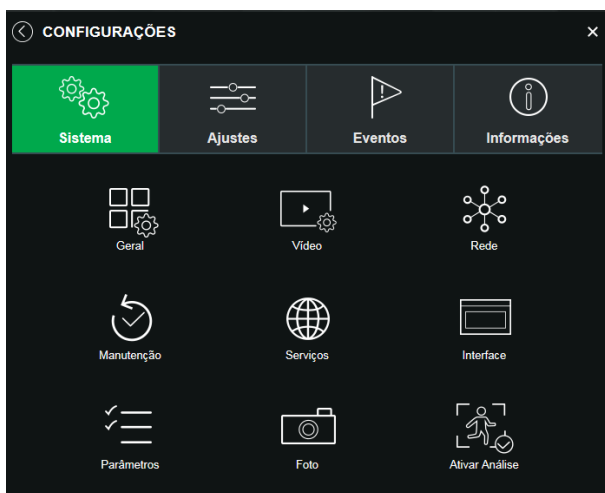 CONFIGURAÇÕES
Sistema Ajustes Eventos Informações
Geral Vídeo Rede
Manutenção Serviços Interface
Parâmetros Foto Ativar Análise